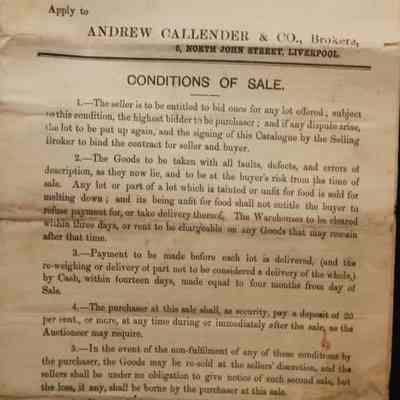 Apply to
ANDREW CALLENDER & CO., Brokers,
6, NORTH JOHN STREET, LIVERPOOL.
CONDITIONS OF SALE.
1.—The seller is to be entitled to bid once for any lot offered; subject
to this condition, the highest bidder to be purchaser; and if any dispute arise,
the lot to be put up again, and the signing of this Catalogue by the Selling
Broker to bind the contract for seller and buyer.
2.—The Goods to be taken with all faults, defects, and errors of
description, as they now lie, and to be at the buyer's risk from the time of
sale. Any lot or part of a lot which is tainted or unfit for food is sold for
melting down; and its being unfit for food shall not entitle the buyer to
refuse payment for, or take delivery thereof. The Warehouses to be cleared
within three days, or rent to be chargeable on any Goods that may remain
after that time.
3.—Payment to be made before each lot is delivered, (and the
re-weighing or delivery of part not to be considered a delivery of the whole,)
by Cash, within fourteen days, made equal to four months from day of
Sale.
4.—The purchaser at this sale shall, as security, pay a deposit of 20
per cent., or more, at any time during or immediately after the sale, as the
Auctioneer may require.
5.—In the event of the non-fulfilment of any of these conditions by
the purchaser, the Goods may be re-sold at the sellers' discretion, and the
sellers shall be under no obligation to give notice of such second sale, but
the loss, if any, shall be borne by the purchaser at this sale.